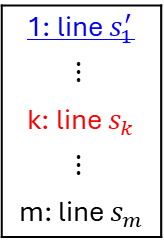 1: line s′₁
⋮
k: line sₖ
⋮
m: line sₘ